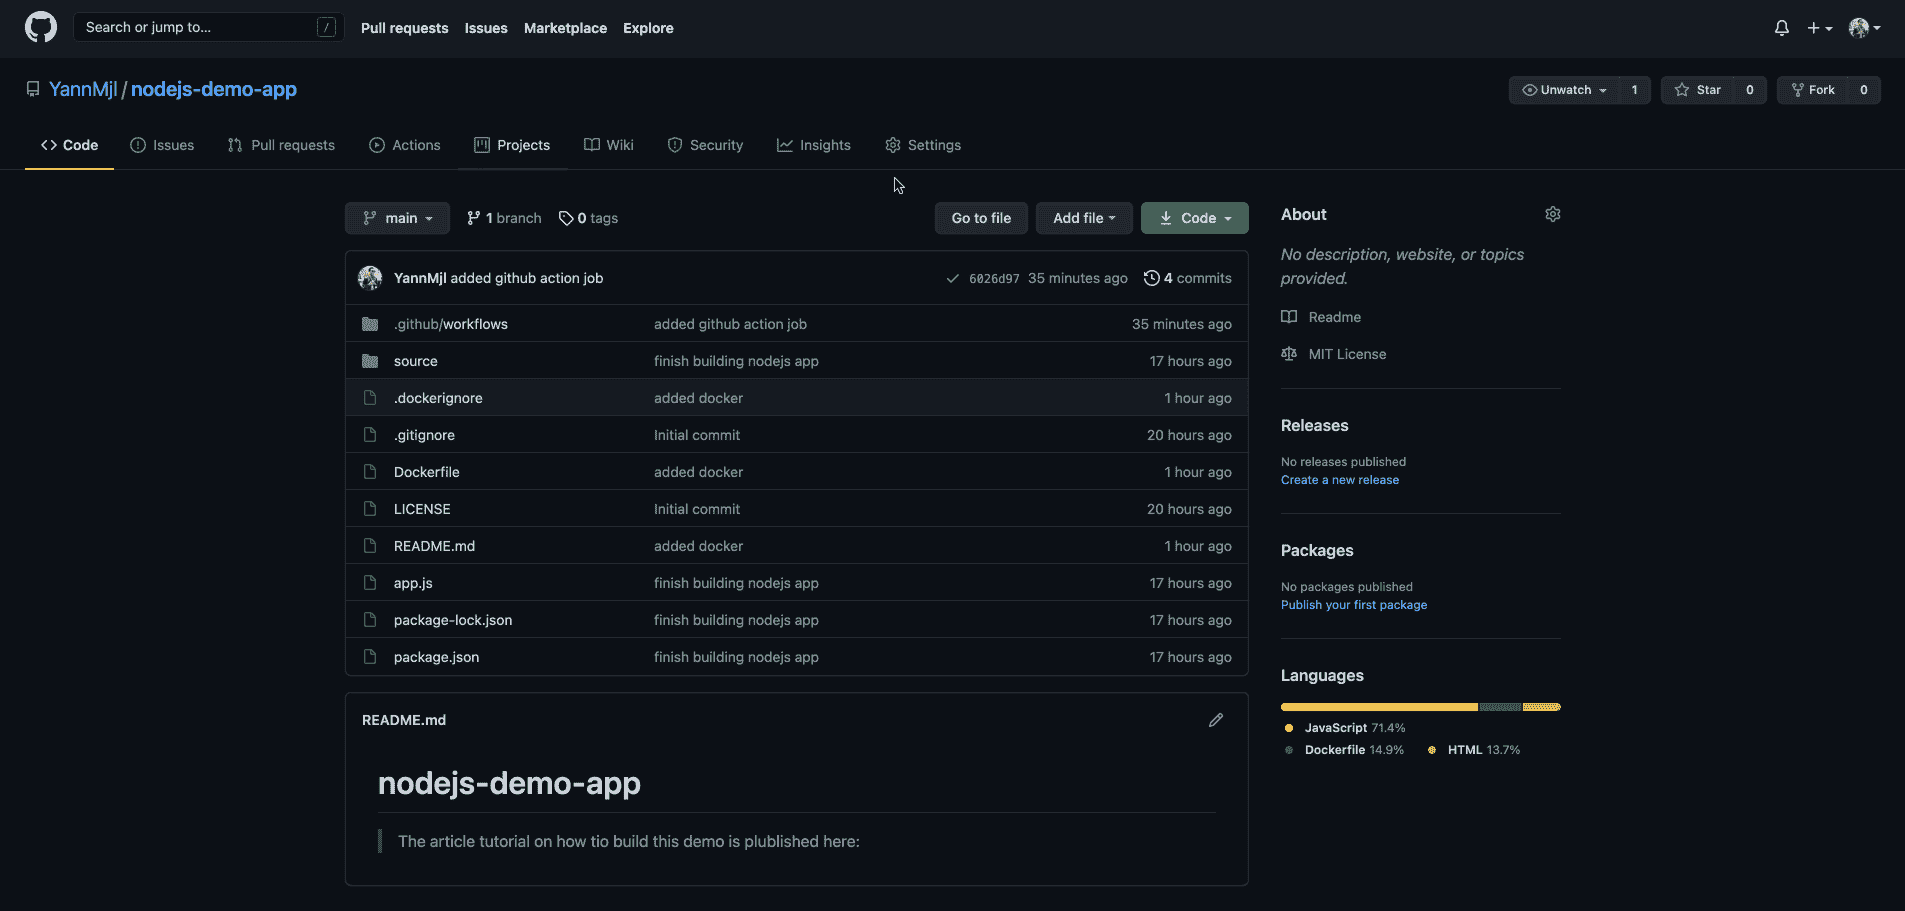 Search or jump to... /
Pull requests Issues Marketplace Explore
YannMjl / nodejs-demo-app
Unwatch 1 Star 0 Fork 0
Code Issues Pull requests Actions Projects Wiki Security Insights Settings
main 1 branch 0 tags Go to file Add file Code
YannMjl added github action job 6026d97 35 minutes ago 4 commits
.github/workflows added github action job 35 minutes ago
source finish building nodejs app 17 hours ago
.dockerignore added docker 1 hour ago
.gitignore Initial commit 20 hours ago
Dockerfile added docker 1 hour ago
LICENSE Initial commit 20 hours ago
README.md added docker 1 hour ago
app.js finish building nodejs app 17 hours ago
package-lock.json finish building nodejs app 17 hours ago
package.json finish building nodejs app 17 hours ago
README.md
nodejs-demo-app
The article tutorial on how tio build this demo is plublished here:
About
No description, website, or topics
provided.
Readme
MIT License
Releases
No releases published
Create a new release
Packages
No packages published
Publish your first package
Languages
JavaScript 71.4%
Dockerfile 14.9% HTML 13.7%